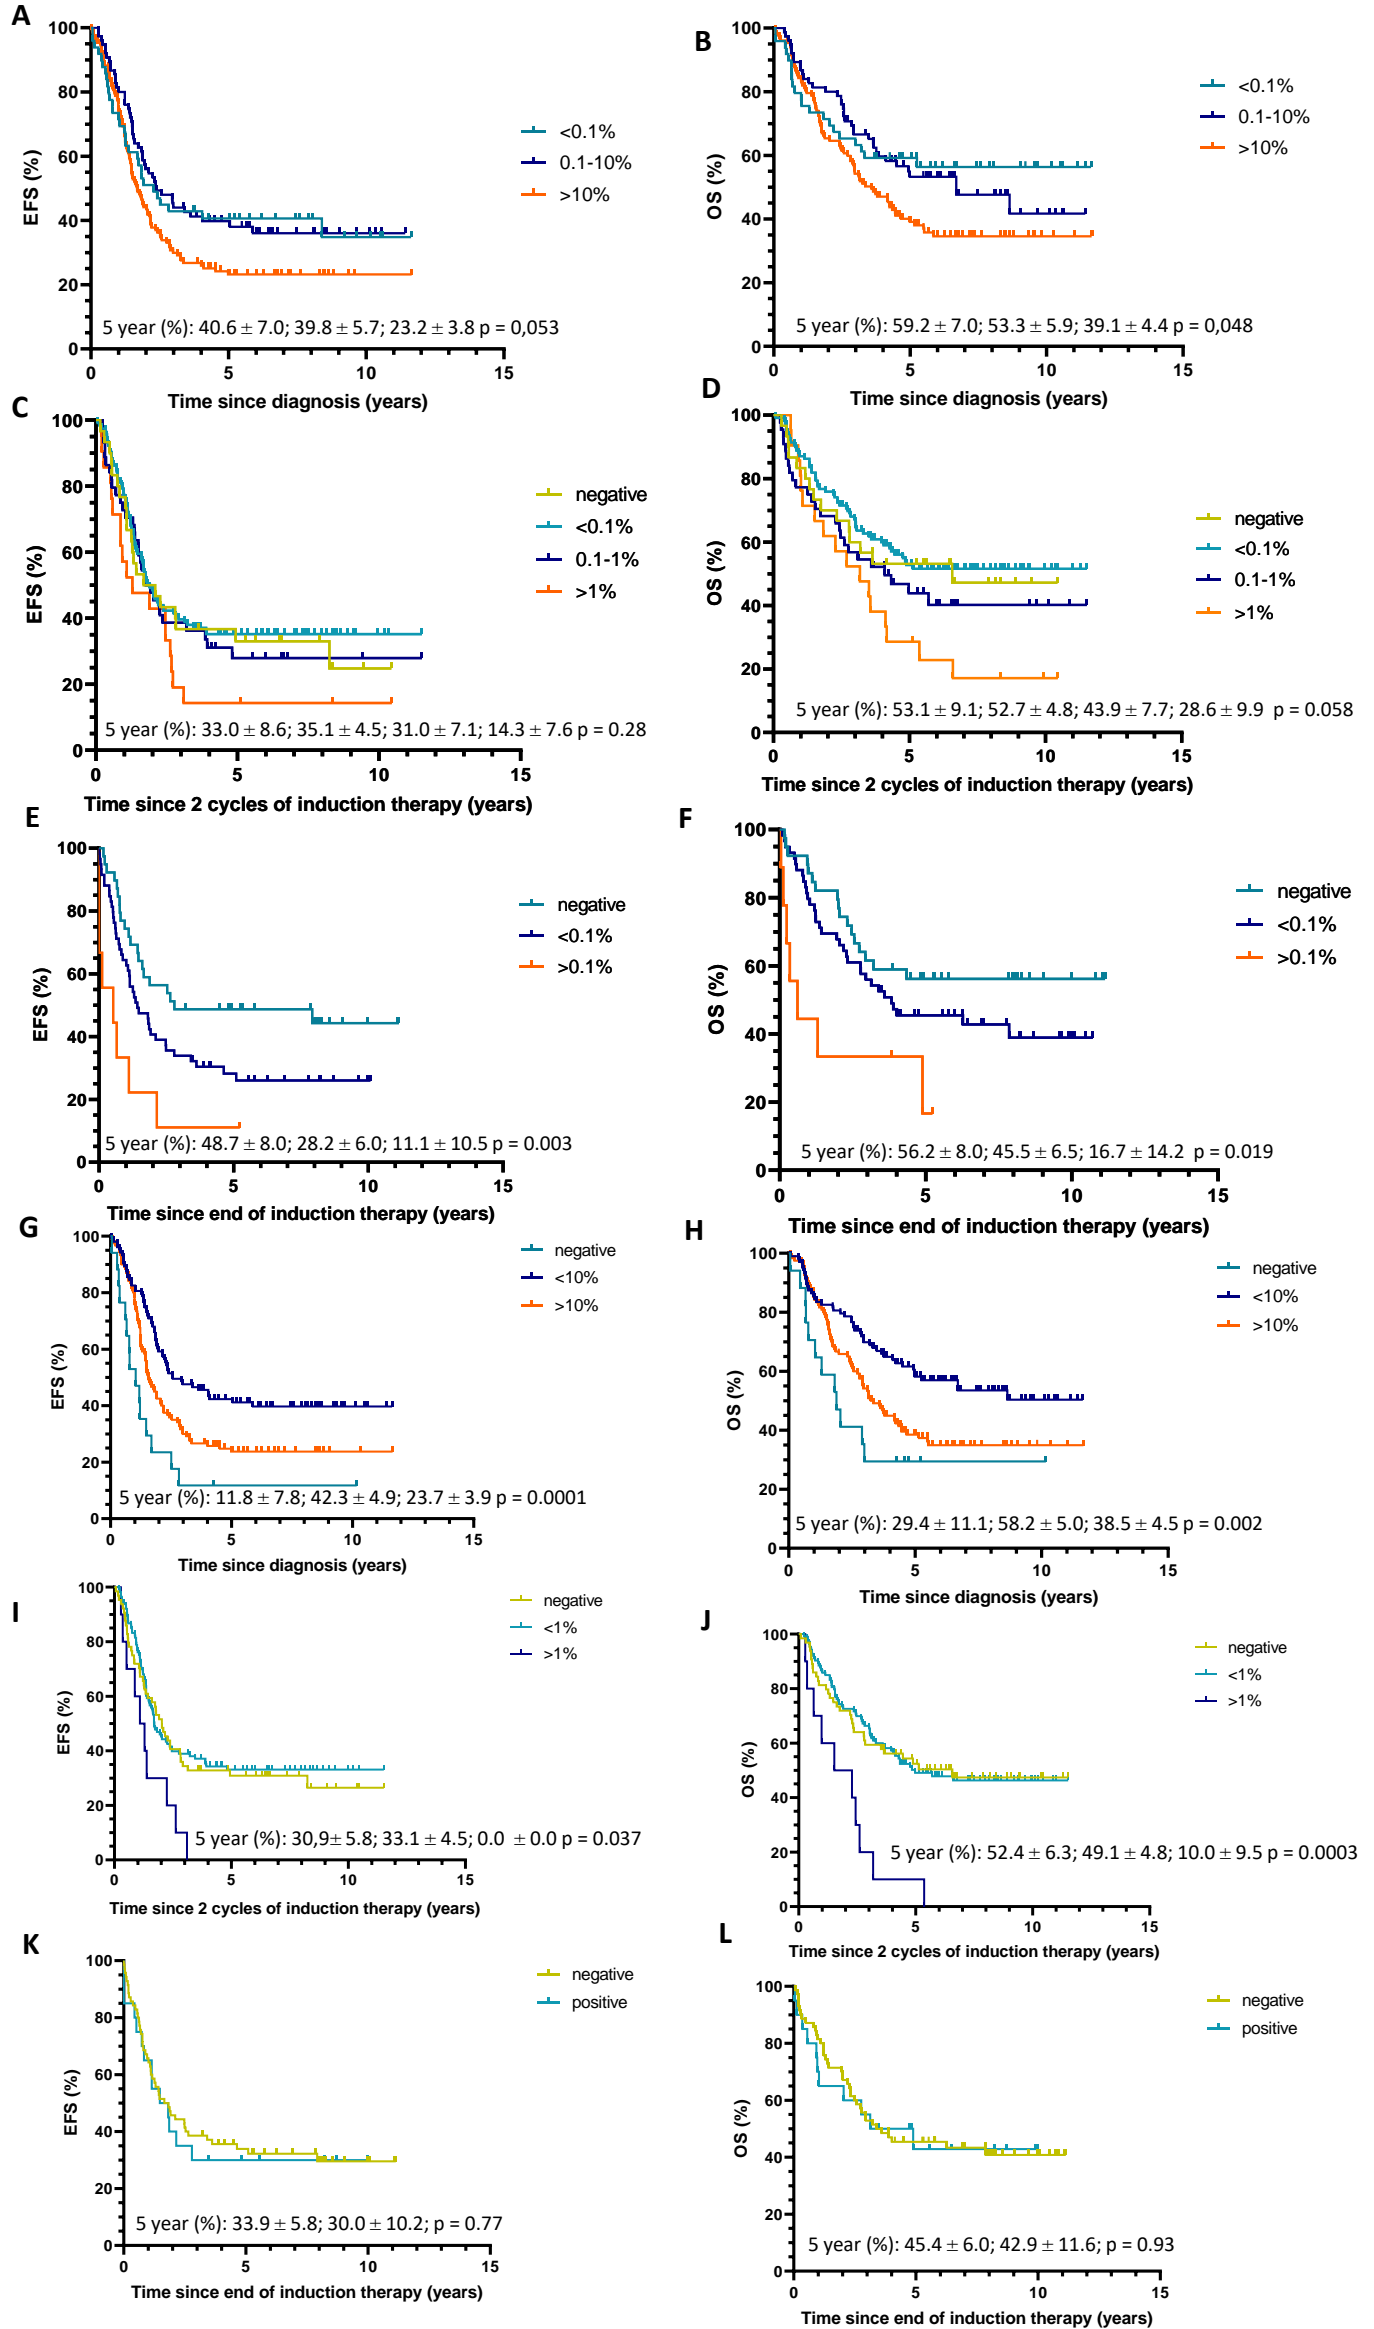 A
100
80
60
40
20
0
EFS (%)
<0.1%
0.1-10%
>10%
5 year (%): 40.6 ± 7.0; 39.8 ± 5.7; 23.2 ± 3.8 p = 0,053
0 5 10 15
Time since diagnosis (years)
B
100
80
60
40
20
0
OS (%)
<0.1%
0.1-10%
>10%
5 year (%): 59.2 ± 7.0; 53.3 ± 5.9; 39.1 ± 4.4 p = 0,048
0 5 10 15
Time since diagnosis (years)
C
100
80
60
40
20
0
EFS (%)
negative
<0.1%
0.1-1%
>1%
5 year (%): 33.0 ± 8.6; 35.1 ± 4.5; 31.0 ± 7.1; 14.3 ± 7.6 p = 0.28
0 5 10 15
Time since 2 cycles of induction therapy (years)
D
100
80
60
40
20
0
OS (%)
negative
<0.1%
0.1-1%
>1%
5 year (%): 53.1 ± 9.1; 52.7 ± 4.8; 43.9 ± 7.7; 28.6 ± 9.9 p = 0.058
0 5 10 15
Time since 2 cycles of induction therapy (years)
E
100
80
60
40
20
0
EFS (%)
negative
<0.1%
>0.1%
5 year (%): 48.7 ± 8.0; 28.2 ± 6.0; 11.1 ± 10.5 p = 0.003
0 5 10 15
Time since end of induction therapy (years)
F
100
80
60
40
20
0
OS (%)
negative
<0.1%
>0.1%
5 year (%): 56.2 ± 8.0; 45.5 ± 6.5; 16.7 ± 14.2 p = 0.019
0 5 10 15
Time since end of induction therapy (years)
G
100
80
60
40
20
0
EFS (%)
negative
<10%
>10%
5 year (%): 11.8 ± 7.8; 42.3 ± 4.9; 23.7 ± 3.9 p = 0.0001
0 5 10 15
Time since diagnosis (years)
H
100
80
60
40
20
0
OS (%)
negative
<10%
>10%
5 year (%): 29.4 ± 11.1; 58.2 ± 5.0; 38.5 ± 4.5 p = 0.002
0 5 10 15
Time since diagnosis (years)
I
100
80
60
40
20
0
EFS (%)
negative
<1%
>1%
5 year (%): 30,9± 5.8; 33.1 ± 4.5; 0.0 ± 0.0 p = 0.037
0 5 10 15
Time since 2 cycles of induction therapy (years)
J
100
80
60
40
20
0
OS (%)
negative
<1%
>1%
5 year (%): 52.4 ± 6.3; 49.1 ± 4.8; 10.0 ± 9.5 p = 0.0003
0 5 10 15
Time since 2 cycles of induction therapy (years)
K
100
80
60
40
20
0
EFS (%)
negative
positive
5 year (%): 33.9 ± 5.8; 30.0 ± 10.2; p = 0.77
0 5 10 15
Time since end of induction therapy (years)
L
100
80
60
40
20
0
OS (%)
negative
positive
5 year (%): 45.4 ± 6.0; 42.9 ± 11.6; p = 0.93
0 5 10 15
Time since end of induction therapy (years)